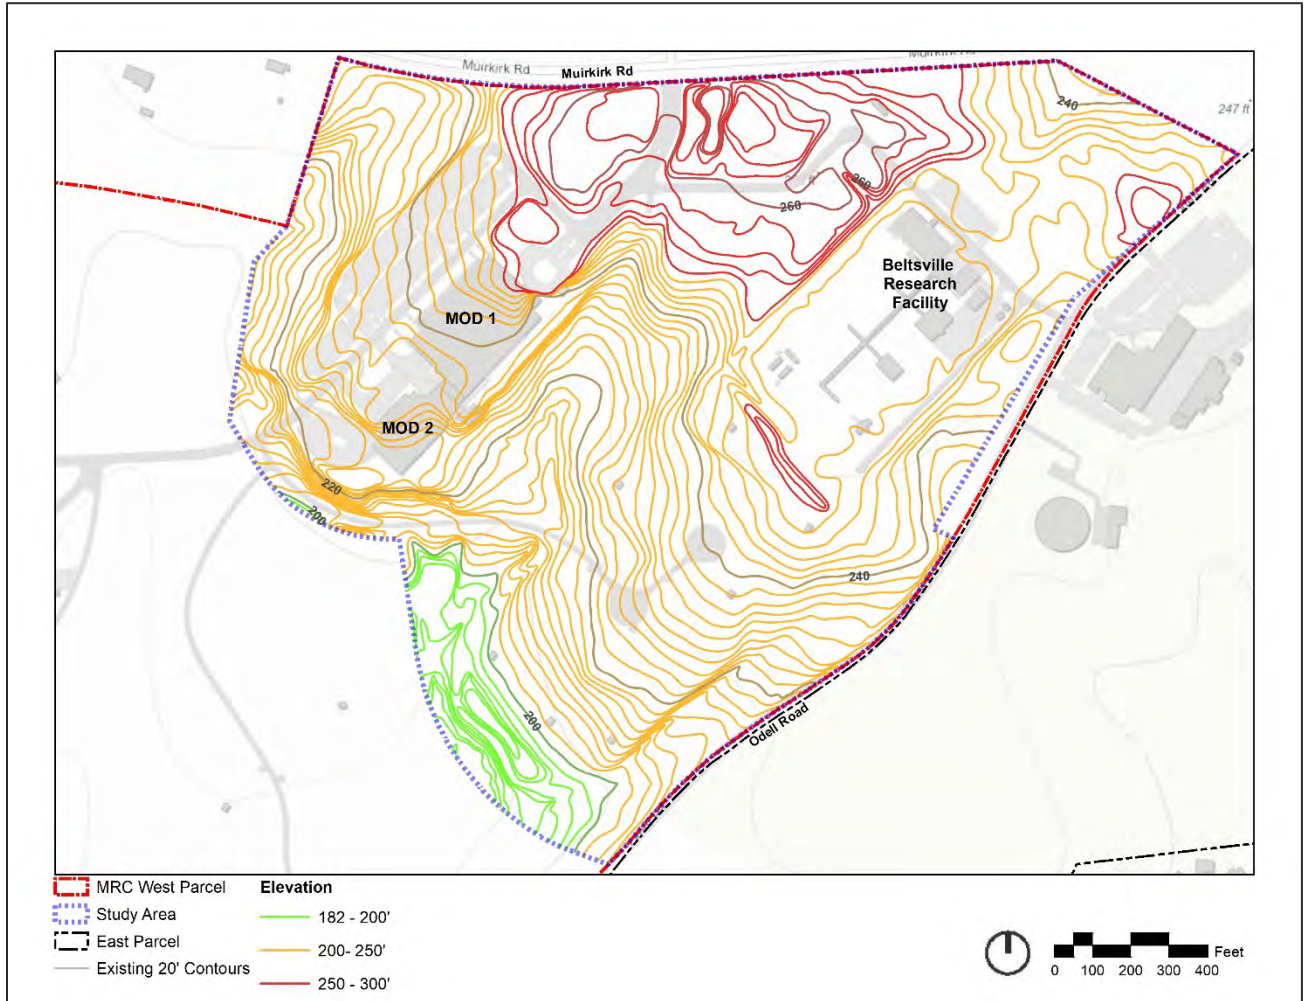 Muirkirk Rd
Muirkirk Rd
Muirkirk Rd
240
247 ft
260
260
Beltsville
Research
Facility
MOD 1
MOD 2
220
200
240
200
Odell Road
MRC West Parcel
Study Area
East Parcel
Existing 20' Contours
Elevation
182 - 200'
200- 250'
250 - 300'
Feet
0 100 200 300 400